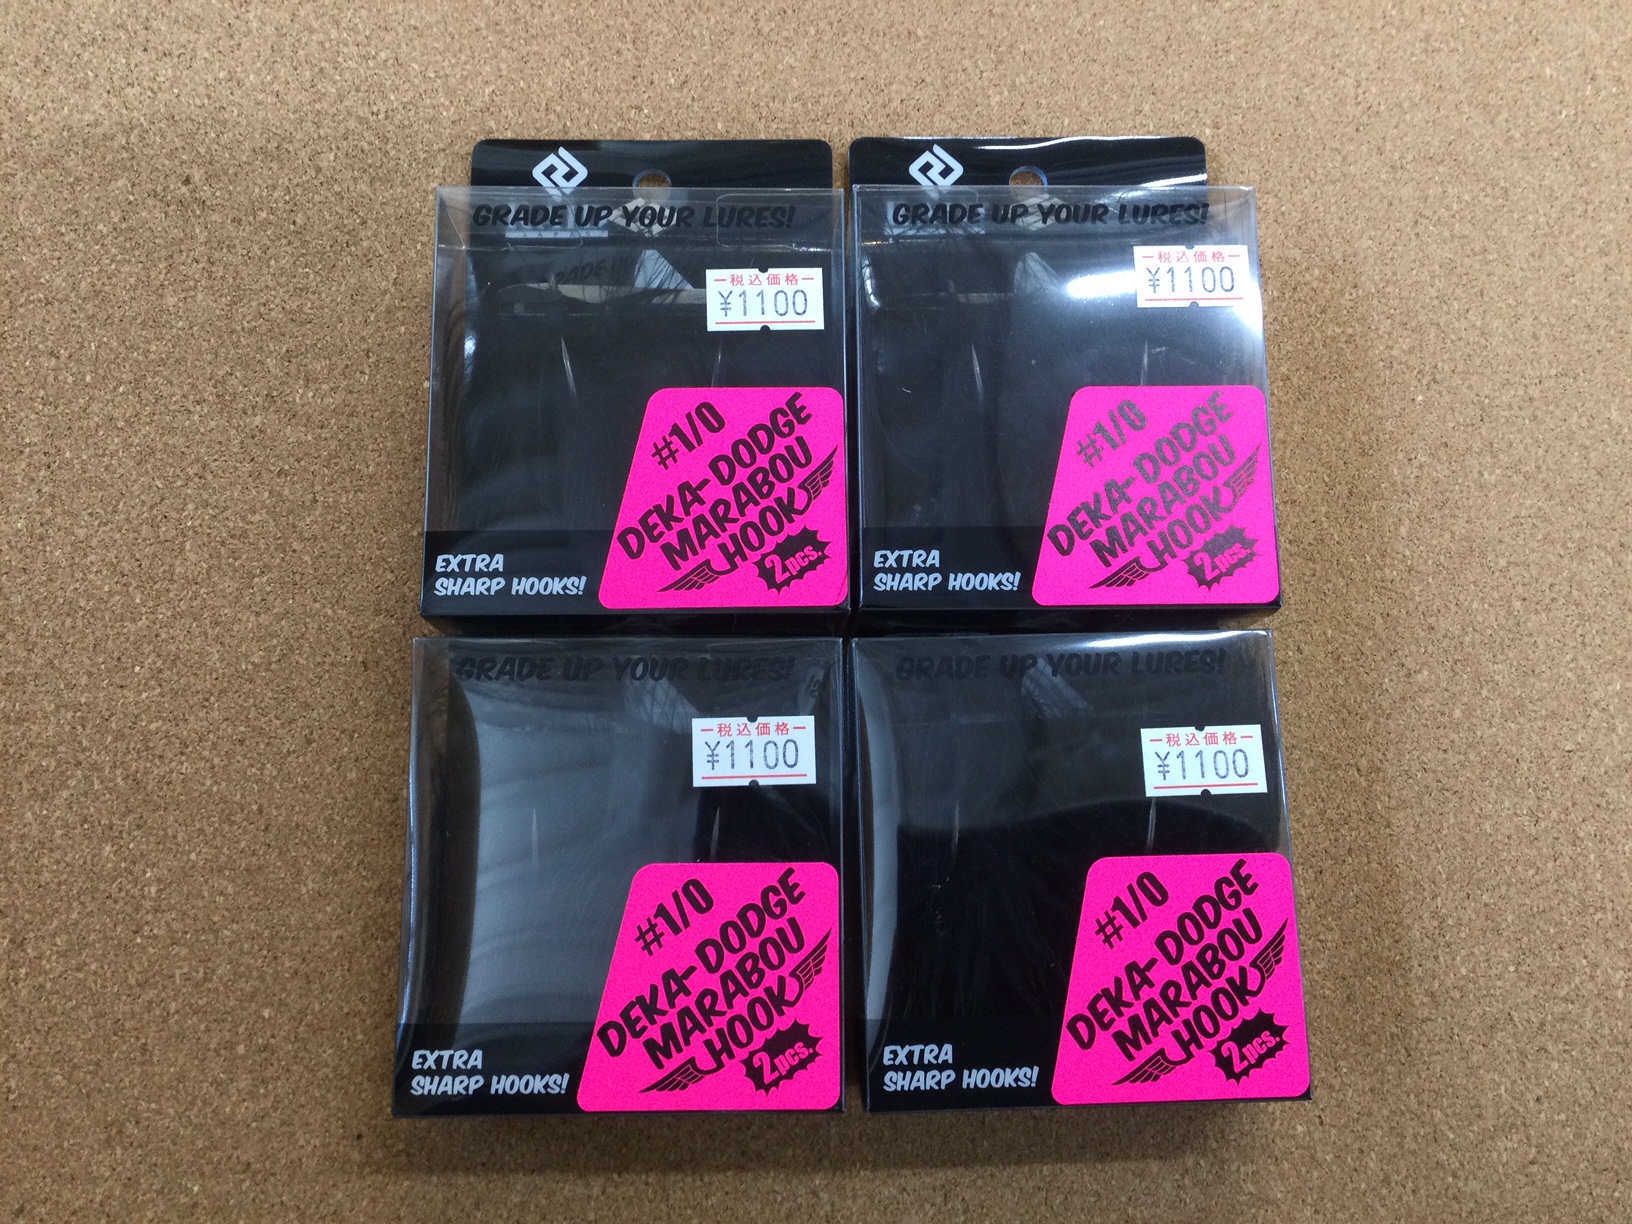 GRADE UP YOUR LURES!
税込価格
¥1100
#1/0
DEKA-DODGE
MARABOU
HOOK
2pcs.
EXTRA
SHARP HOOKS!
GRADE UP YOUR LURES!
税込価格
¥1100
#1/0
DEKA-DODGE
MARABOU
HOOK
2pcs.
EXTRA
SHARP HOOKS!
GRADE UP YOUR LURES!
税込価格
¥1100
#1/0
DEKA-DODGE
MARABOU
HOOK
2pcs.
EXTRA
SHARP HOOKS!
GRADE UP YOUR LURES!
税込価格
¥1100
#1/0
DEKA-DODGE
MARABOU
HOOK
2pcs.
EXTRA
SHARP HOOKS!